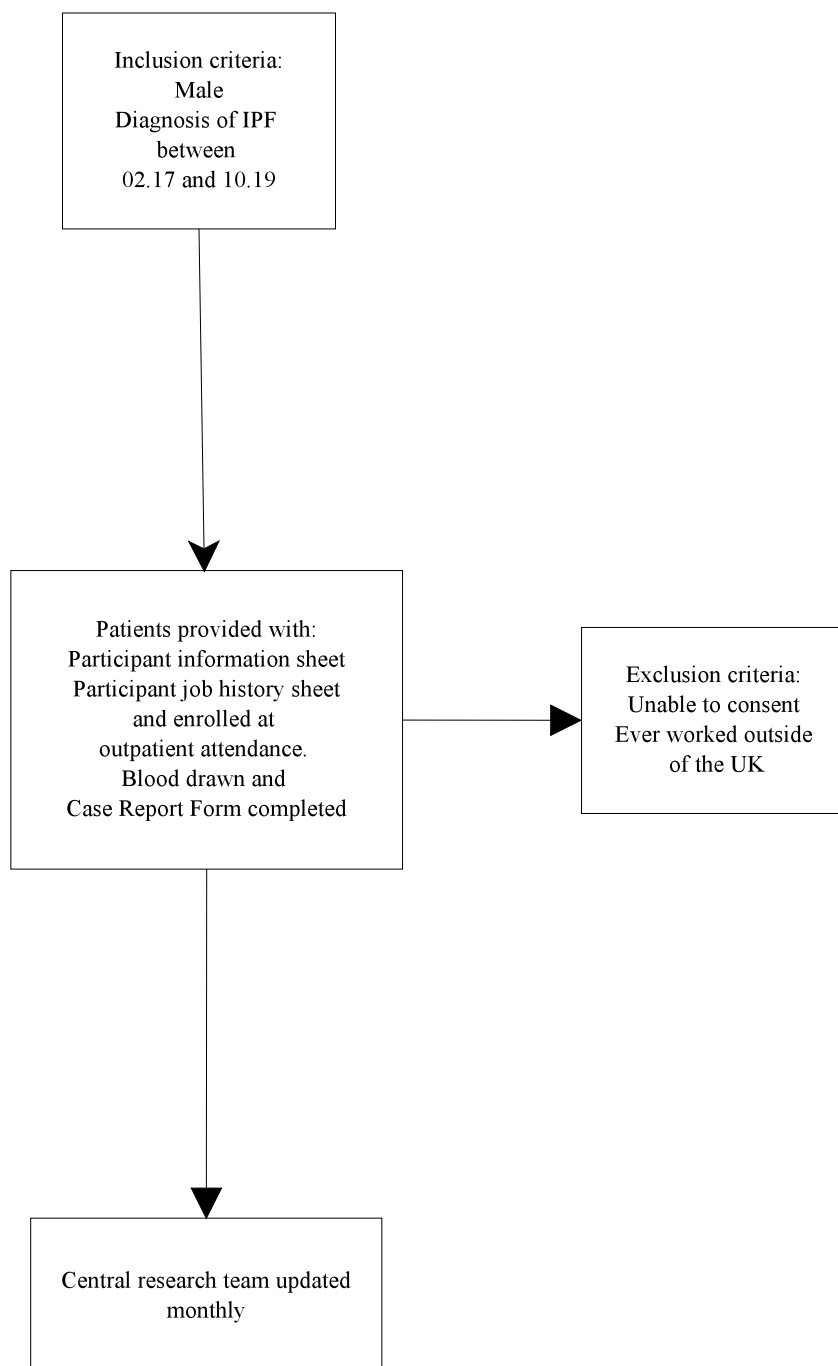 Inclusion criteria:
Male
Diagnosis of IPF
between
02.17 and 10.19
Patients provided with:
Participant information sheet
Participant job history sheet
and enrolled at
outpatient attendance.
Blood drawn and
Case Report Form completed
Exclusion criteria:
Unable to consent
Ever worked outside
of the UK
Central research team updated
monthly